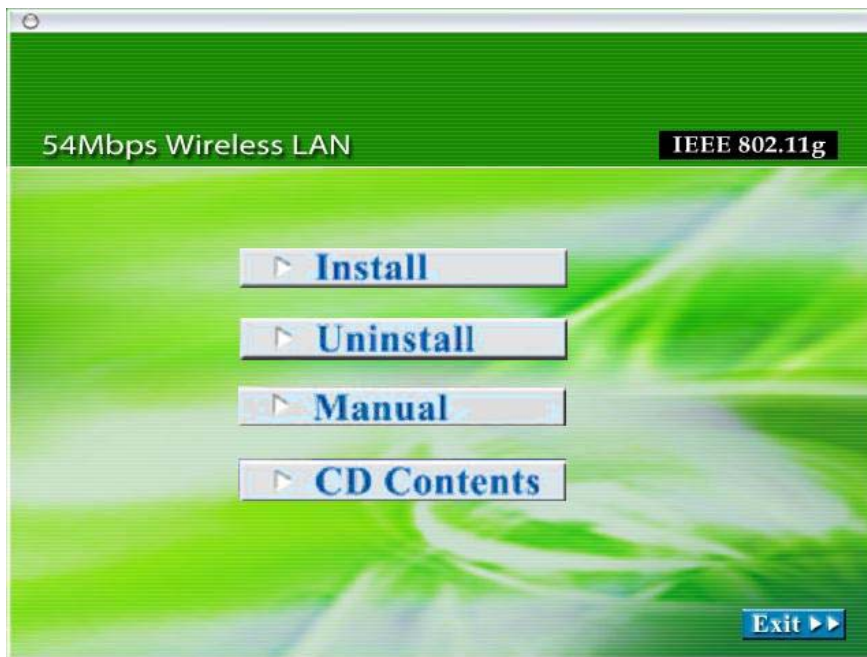 54Mbps Wireless LAN
IEEE 802.11g
Install
Uninstall
Manual
CD Contents
Exit